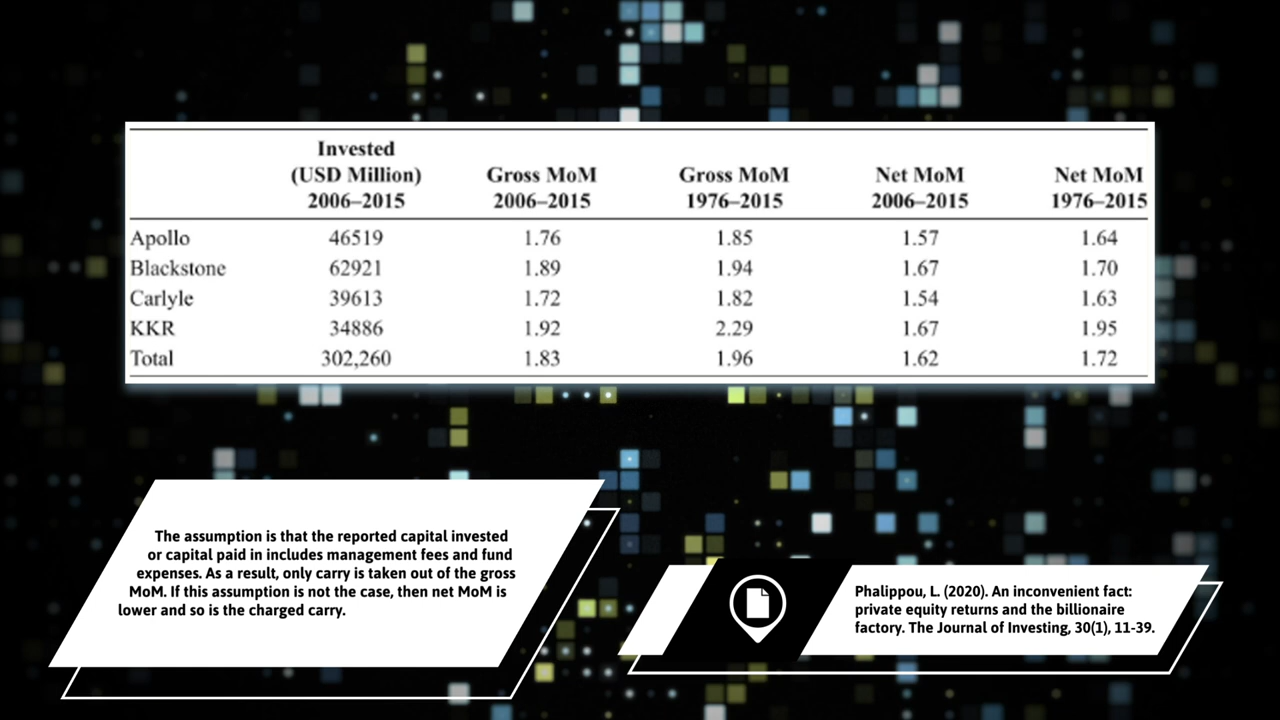 Invested
(USD Million) Gross MoM Gross MoM Net MoM Net MoM
2006–2015 2006–2015 1976–2015 2006–2015 1976–2015
Apollo 46519 1.76 1.85 1.57 1.64
Blackstone 62921 1.89 1.94 1.67 1.70
Carlyle 39613 1.72 1.82 1.54 1.63
KKR 34886 1.92 2.29 1.67 1.95
Total 302,260 1.83 1.96 1.62 1.72
The assumption is that the reported capital invested
or capital paid in includes management fees and fund
expenses. As a result, only carry is taken out of the gross
MoM. If this assumption is not the case, then net MoM is
lower and so is the charged carry.
Phalippou, L. (2020). An inconvenient fact:
private equity returns and the billionaire
factory. The Journal of Investing, 30(1), 11-39.